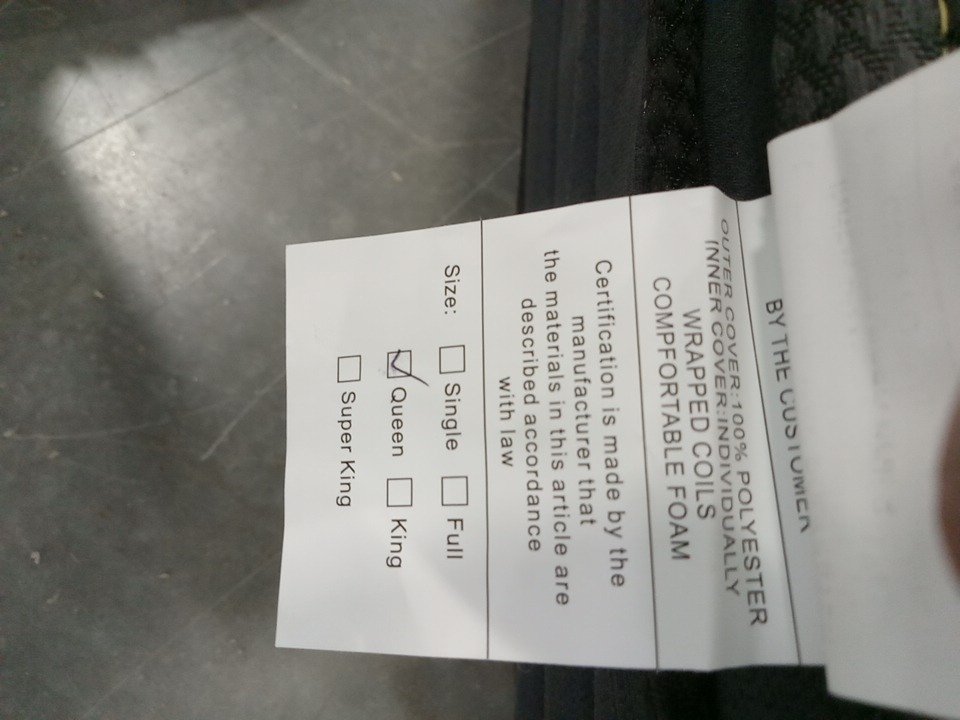 BY THE CUSTOMER
OUTER COVER:100% POLYESTER
INNER COVER:INDIVIDUALLY
WRAPPED COILS
COMPFORTABLE FOAM
Certification is made by the
manufacturer that
the materials in this article are
described accordance
with law
Size: Single Full
Queen King
Super King